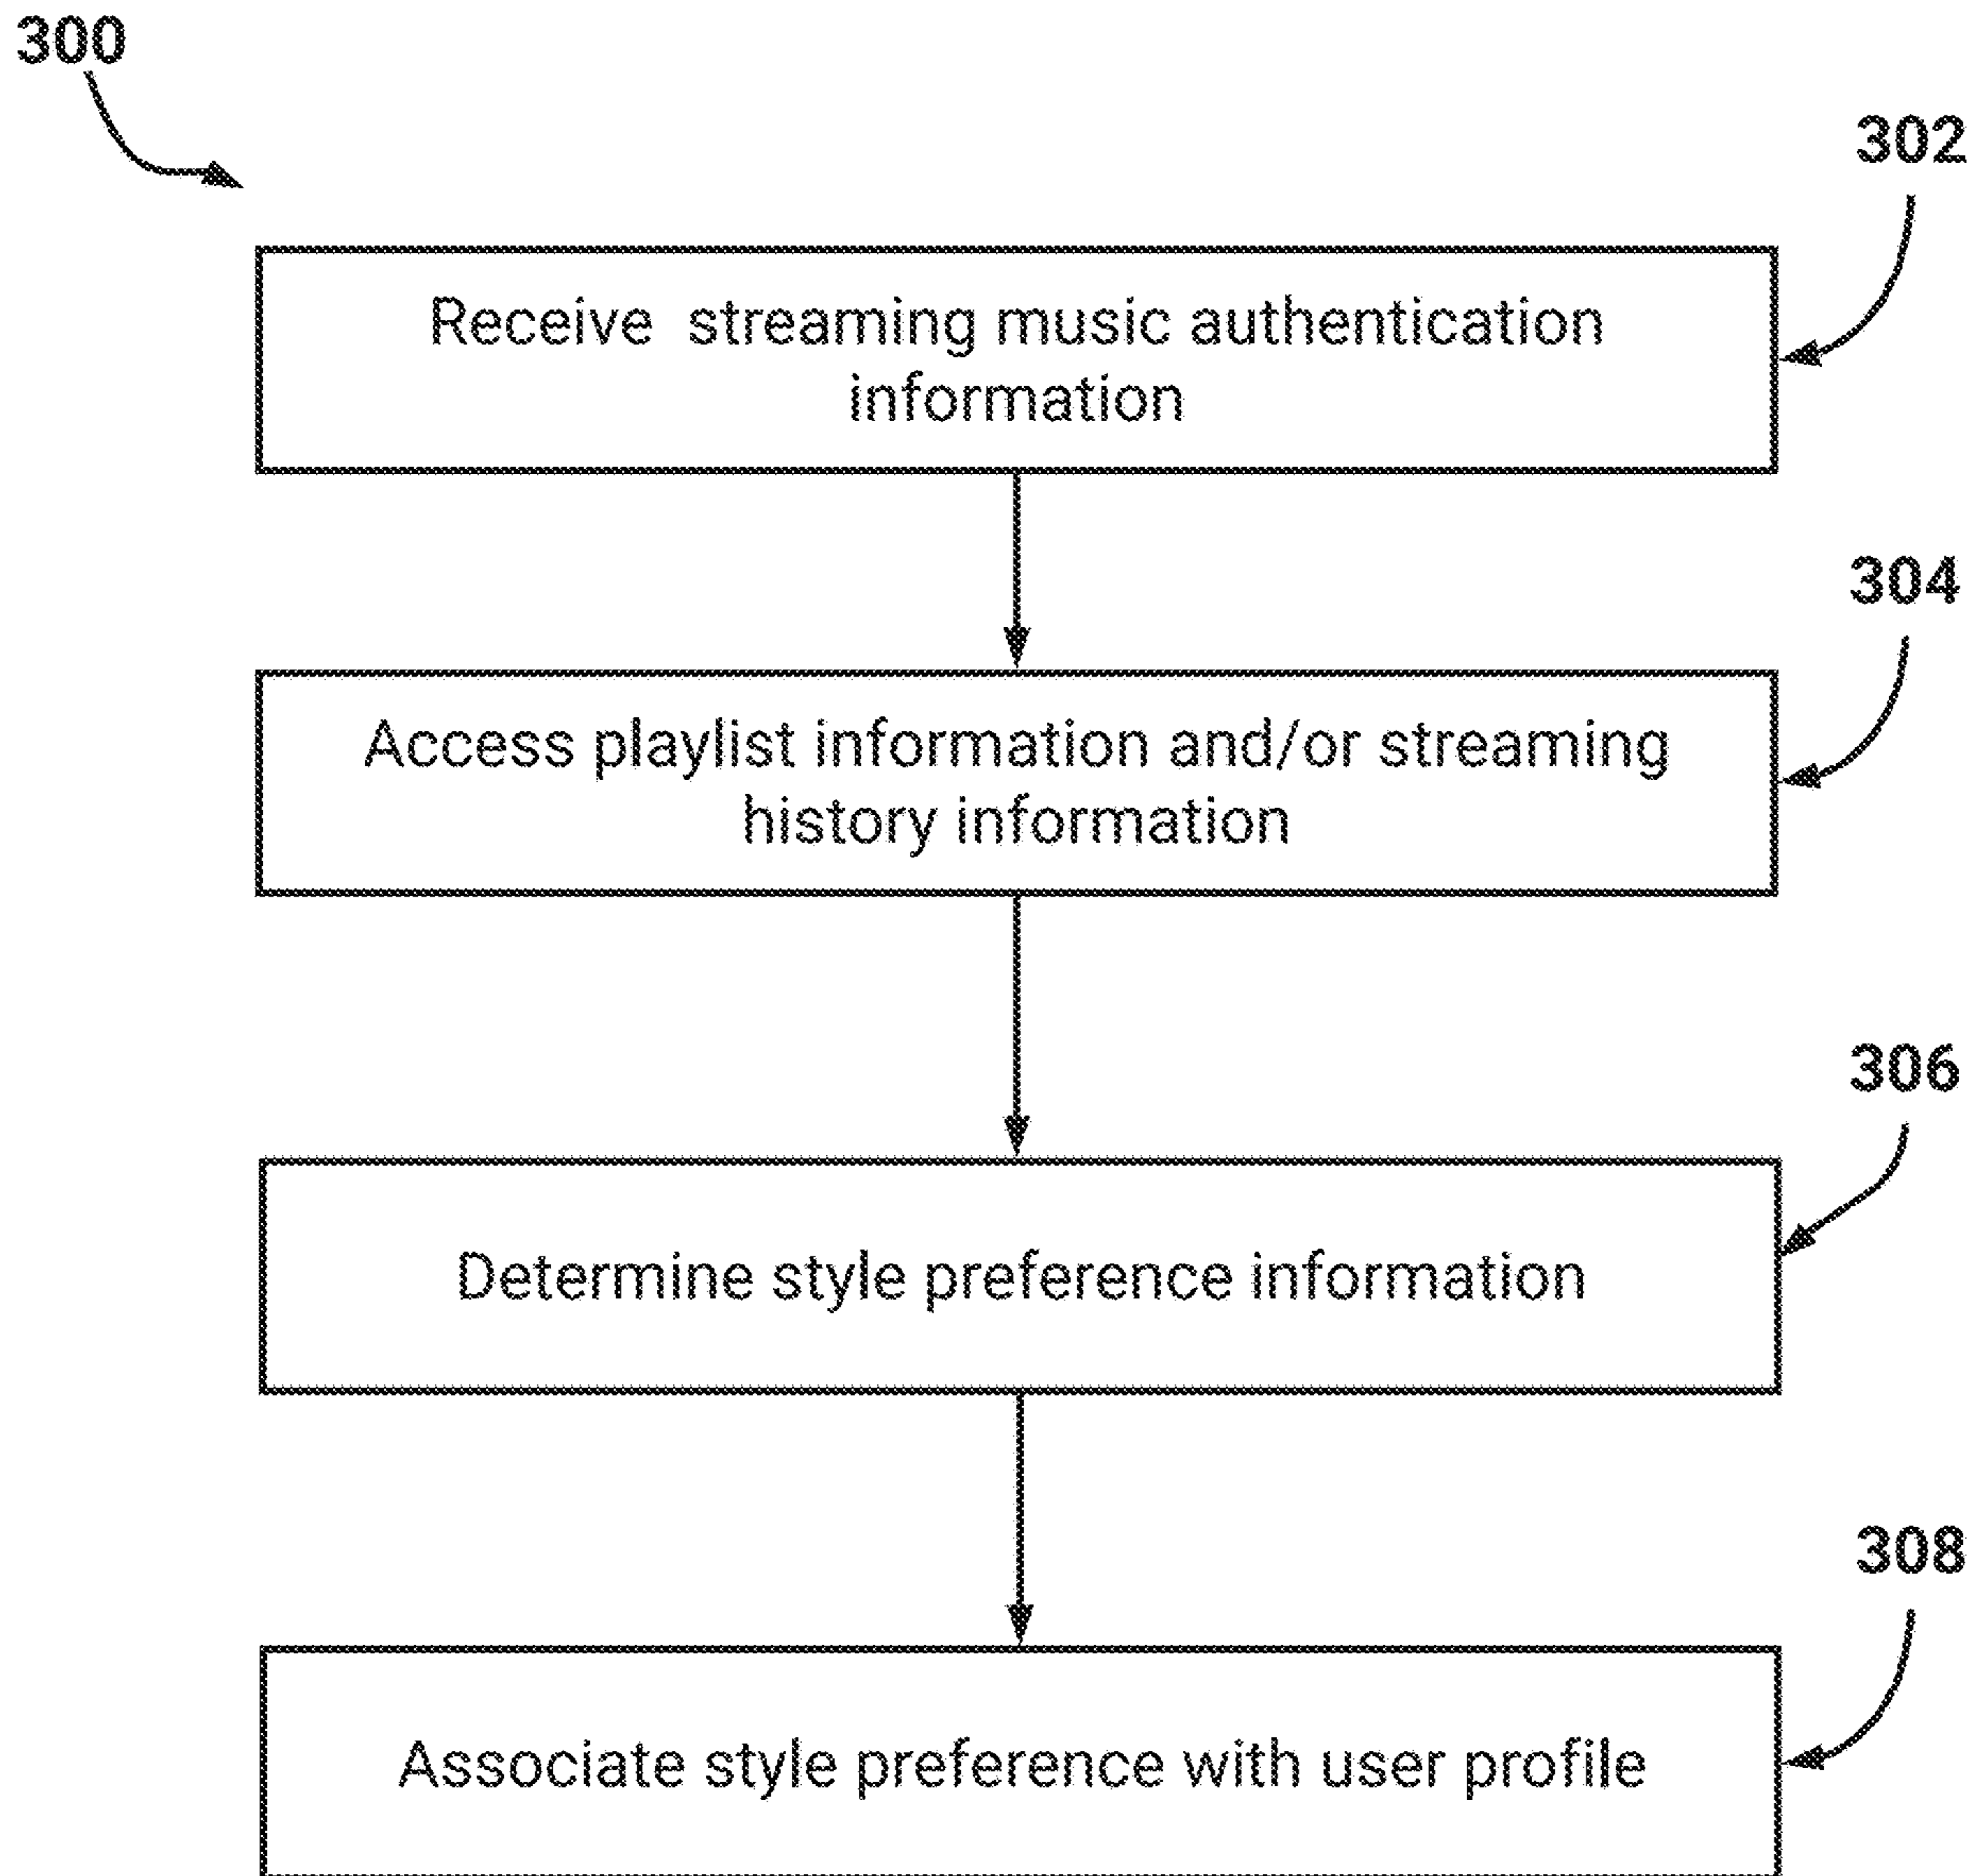 300
302
Receive streaming music authentication
information
304
Access playlist information and/or streaming
history information
306
Determine style preference information
308
Associate style preference with user profile